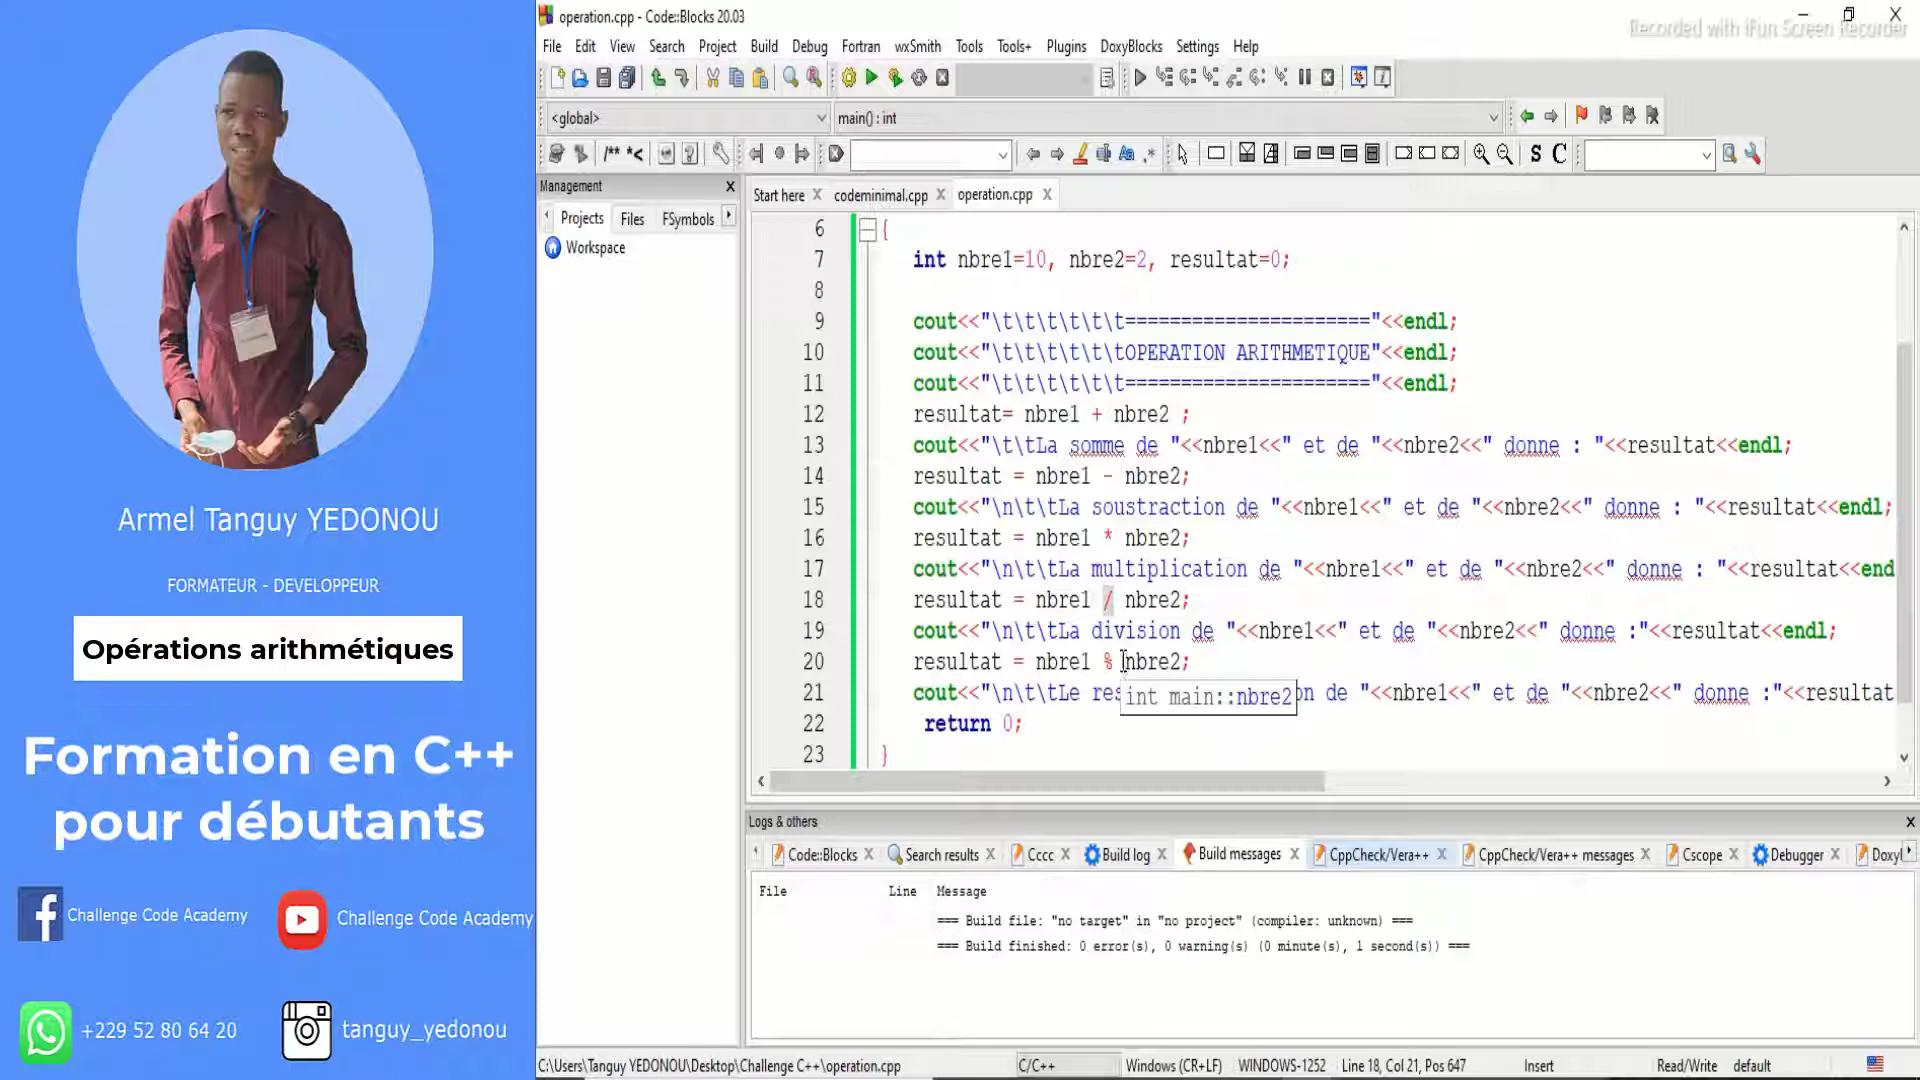 Armel Tanguy YEDONOU
FORMATEUR - DEVELOPPEUR
Opérations arithmétiques
Formation en C++
pour débutants
Challenge Code Academy
Challenge Code Academy
+229 52 80 64 20
tanguy_yedonou
operation.cpp - Code::Blocks 20.03
Recorded with iFun Screen Recorder
File Edit View Search Project Build Debug Fortran wxSmith Tools Tools+ Plugins DoxyBlocks Settings Help
<global> main() : int
/** *< S C
Management
Projects Files FSymbols
Workspace
Start here codeminimal.cpp operation.cpp
6 {
7 int nbre1=10, nbre2=2, resultat=0;
8
9 cout<<"\t\t\t\t\t\t======================"<<endl;
10 cout<<"\t\t\t\t\t\tOPERATION ARITHMETIQUE"<<endl;
11 cout<<"\t\t\t\t\t\t======================"<<endl;
12 resultat= nbre1 + nbre2 ;
13 cout<<"\t\tLa somme de "<<nbre1<<" et de "<<nbre2<<" donne : "<<resultat<<endl;
14 resultat = nbre1 - nbre2;
15 cout<<"\n\t\tLa soustraction de "<<nbre1<<" et de "<<nbre2<<" donne : "<<resultat<<endl;
16 resultat = nbre1 * nbre2;
17 cout<<"\n\t\tLa multiplication de "<<nbre1<<" et de "<<nbre2<<" donne : "<<resultat<<end
18 resultat = nbre1 / nbre2;
19 cout<<"\n\t\tLa division de "<<nbre1<<" et de "<<nbre2<<" donne :"<<resultat<<endl;
20 resultat = nbre1 % nbre2;
21 cout<<"\n\t\tLe res on de "<<nbre1<<" et de "<<nbre2<<" donne :"<<resultat
int main::nbre2
22 return 0;
23 }
Logs & others
Code::Blocks Search results Cccc Build log Build messages CppCheck/Vera++ CppCheck/Vera++ messages Cscope Debugger Doxyl
File Line Message
=== Build file: "no target" in "no project" (compiler: unknown) ===
=== Build finished: 0 error(s), 0 warning(s) (0 minute(s), 1 second(s)) ===
C:\Users\Tanguy YEDONOU\Desktop\Challenge C++\operation.cpp C/C++ Windows (CR+LF) WINDOWS-1252 Line 18, Col 21, Pos 647 Insert Read/Write default